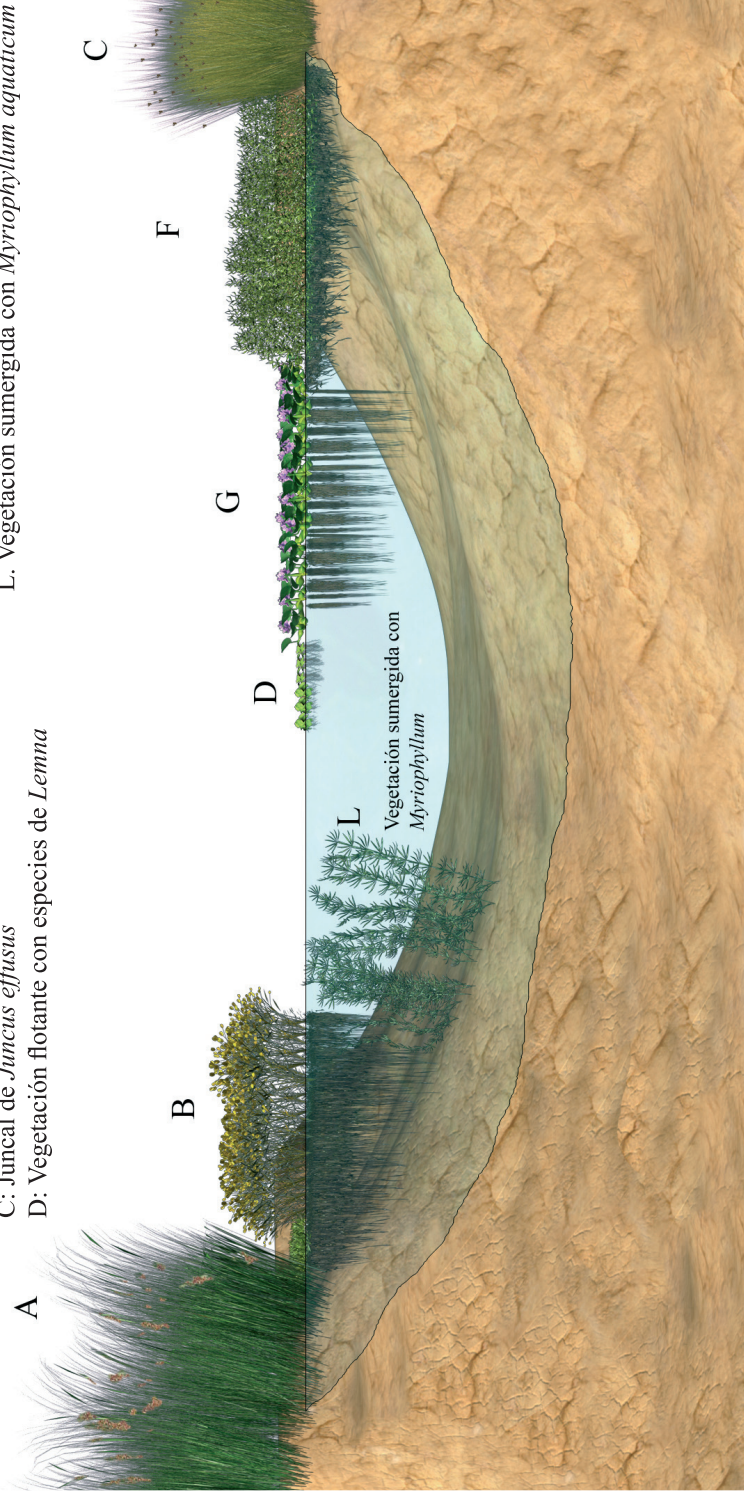 C: Juncal de Juncus effusus
D: Vegetación flotante con especies de Lemna
L. Vegetación sumergida con Myriophyllum aquaticum
A
B
L
Vegetación sumergida con
Myriophyllum
D
G
F
C